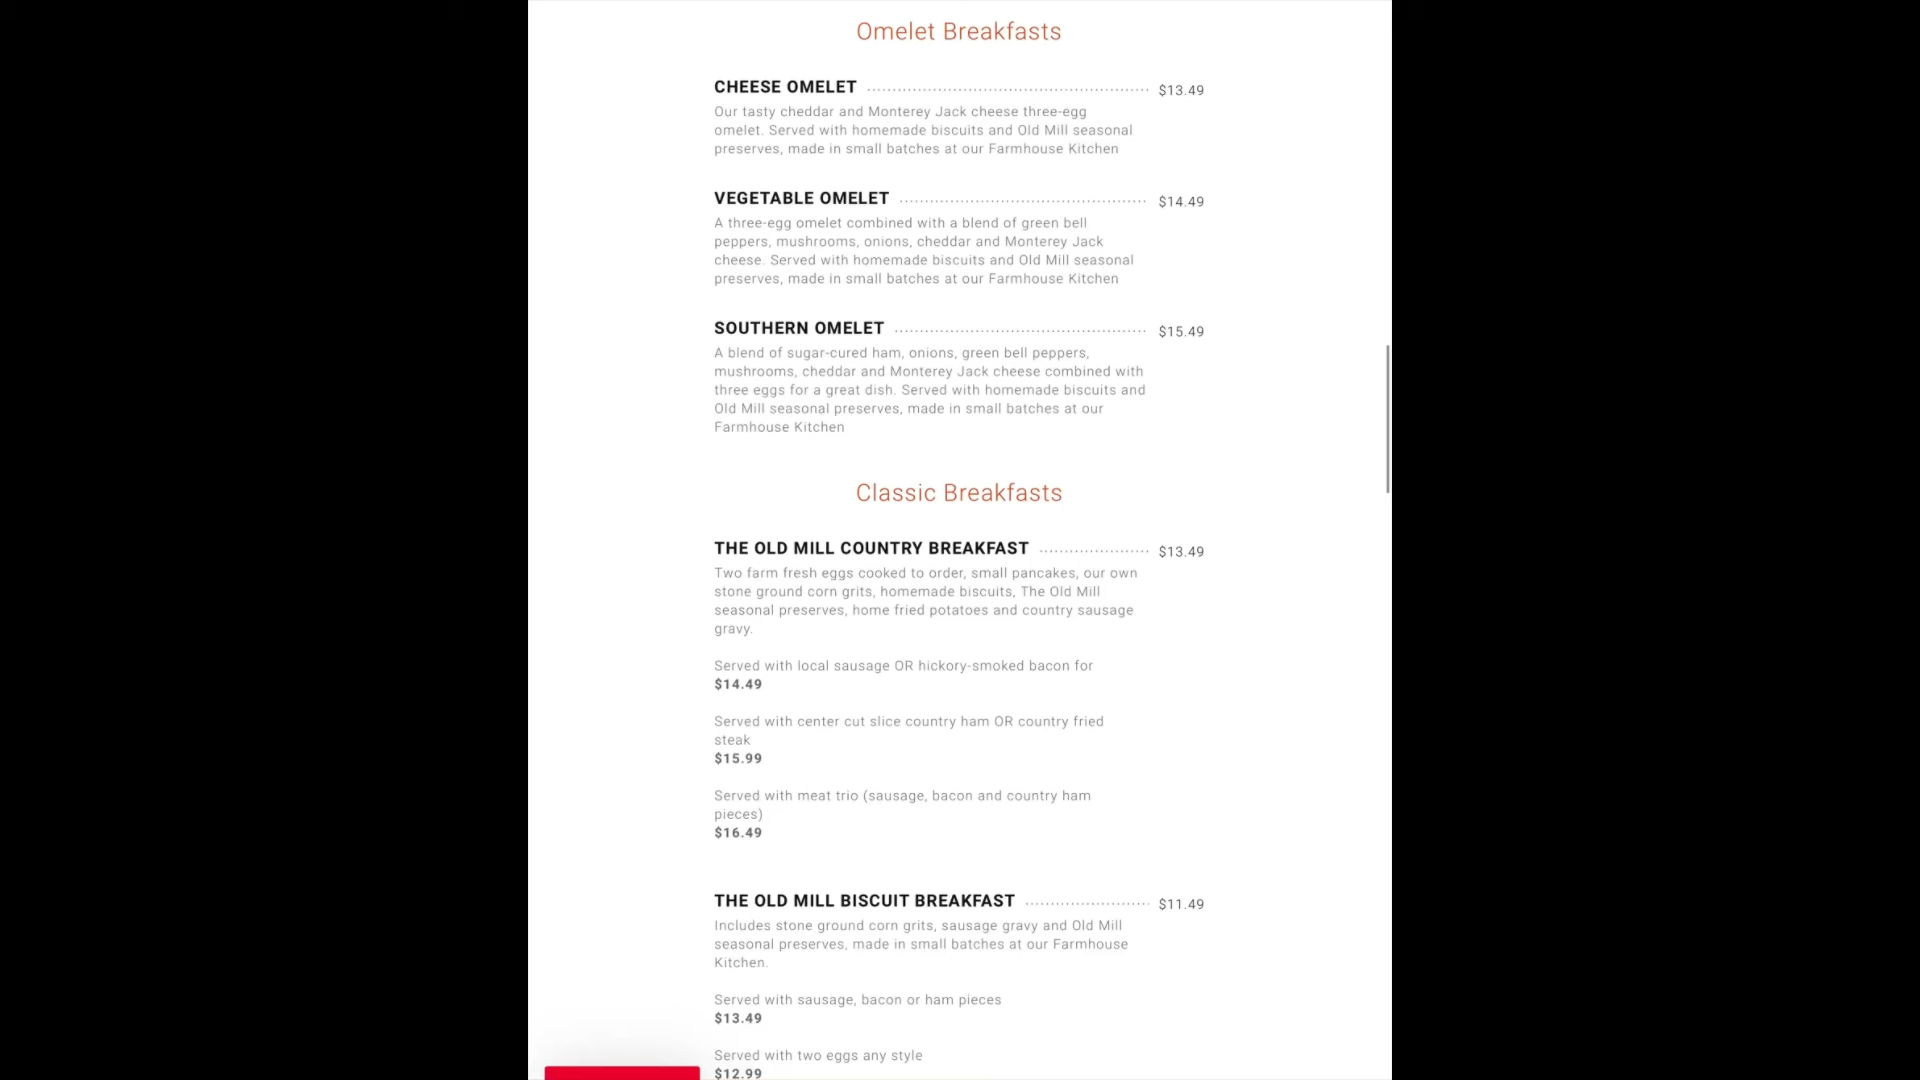 Omelet Breakfasts
CHEESE OMELET $13.49
Our tasty cheddar and Monterey Jack cheese three-egg
omelet. Served with homemade biscuits and Old Mill seasonal
preserves, made in small batches at our Farmhouse Kitchen
VEGETABLE OMELET $14.49
A three-egg omelet combined with a blend of green bell
peppers, mushrooms, onions, cheddar and Monterey Jack
cheese. Served with homemade biscuits and Old Mill seasonal
preserves, made in small batches at our Farmhouse Kitchen
SOUTHERN OMELET $15.49
A blend of sugar-cured ham, onions, green bell peppers,
mushrooms, cheddar and Monterey Jack cheese combined with
three eggs for a great dish. Served with homemade biscuits and
Old Mill seasonal preserves, made in small batches at our
Farmhouse Kitchen
Classic Breakfasts
THE OLD MILL COUNTRY BREAKFAST $13.49
Two farm fresh eggs cooked to order, small pancakes, our own
stone ground corn grits, homemade biscuits, The Old Mill
seasonal preserves, home fried potatoes and country sausage
gravy.
Served with local sausage OR hickory-smoked bacon for
$14.49
Served with center cut slice country ham OR country fried
steak
$15.99
Served with meat trio (sausage, bacon and country ham
pieces)
$16.49
THE OLD MILL BISCUIT BREAKFAST $11.49
Includes stone ground corn grits, sausage gravy and Old Mill
seasonal preserves, made in small batches at our Farmhouse
Kitchen.
Served with sausage, bacon or ham pieces
$13.49
Served with two eggs any style
$12.99